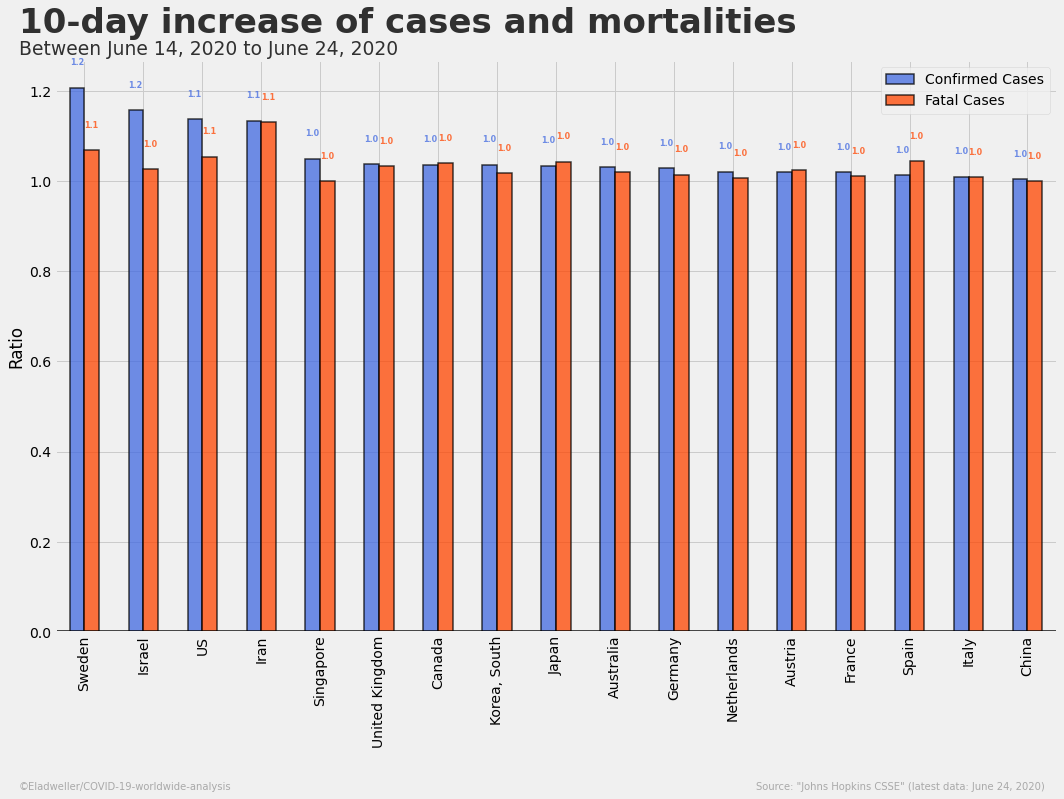 10-day increase of cases and mortalities
Between June 14, 2020 to June 24, 2020
Confirmed Cases
Fatal Cases
1.2 1.1 1.2 1.0 1.1 1.1 1.1 1.1 1.0 1.0 1.0 1.0 1.0 1.0 1.0 1.0 1.0 1.0 1.0 1.0 1.0 1.0 1.0 1.0 1.0 1.0 1.0 1.0 1.0 1.0 1.0 1.0 1.0 1.0
Ratio
1.2
1.0
0.8
0.6
0.4
0.2
0.0
Sweden
Israel
US
Iran
Singapore
United Kingdom
Canada
Korea, South
Japan
Australia
Germany
Netherlands
Austria
France
Spain
Italy
China
©Eladweller/COVID-19-worldwide-analysis
Source: "Johns Hopkins CSSE" (latest data: June 24, 2020)